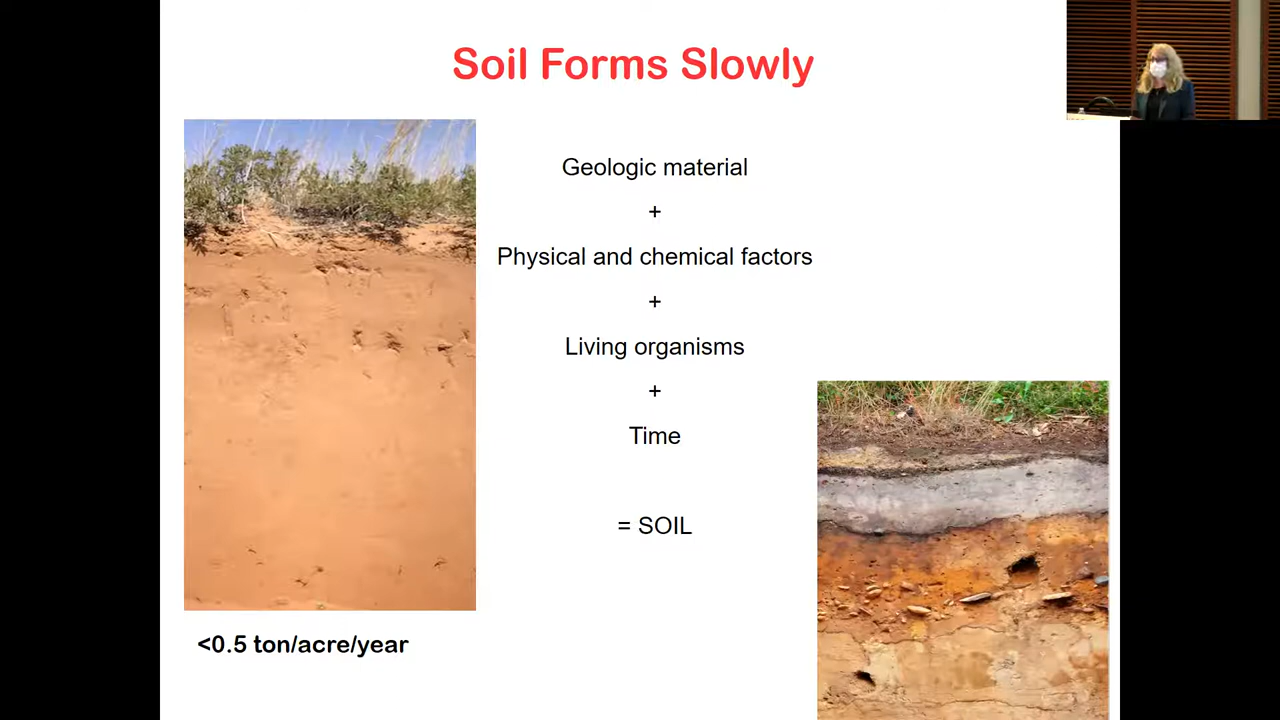 Soil Forms Slowly
Geologic material
+
Physical and chemical factors
+
Living organisms
+
Time
= SOIL
<0.5 ton/acre/year